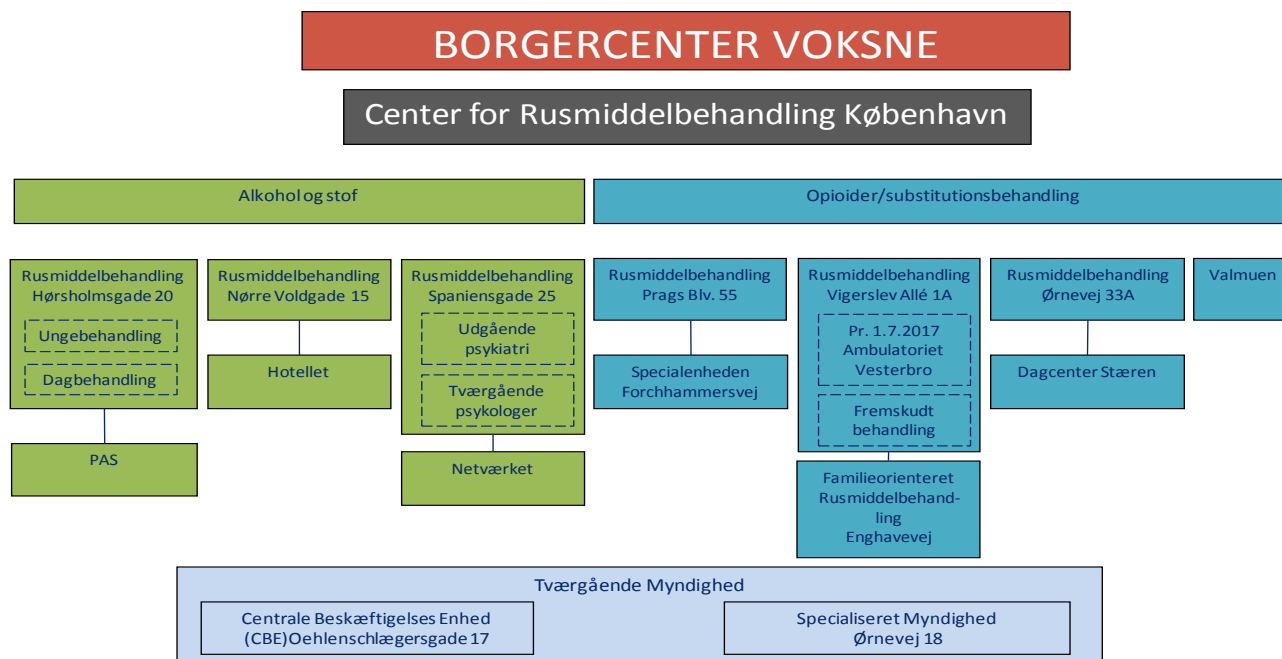 BORGERCENTER VOKSNE
Center for Rusmiddelbehandling København
Alkohol og stof
Opioider/substitutionsbehandling
Rusmiddelbehandling
Hørsholmsgade 20
Ungebehandling
Dagbehandling
PAS
Rusmiddelbehandling
Nørre Voldgade 15
Hotellet
Rusmiddelbehandling
Spaniensgade 25
Udgående
psykiatri
Tværgående
psykologer
Netværket
Rusmiddelbehandling
Prags Blv. 55
Specialenheden
Forchhammersvej
Rusmiddelbehandling
Vigerslev Allé 1A
Pr. 1.7.2017
Ambulatoriet
Vesterbro
Fremskudt
behandling
Familieorienteret
Rusmiddelbehand-
ling
Enghavevej
Rusmiddelbehandling
Ørnevej 33A
Dagcenter Stæren
Valmuen
Tværgående Myndighed
Centrale Beskæftigelses Enhed
(CBE)Oehlenschlægersgade 17
Specialiseret Myndighed
Ørnevej 18